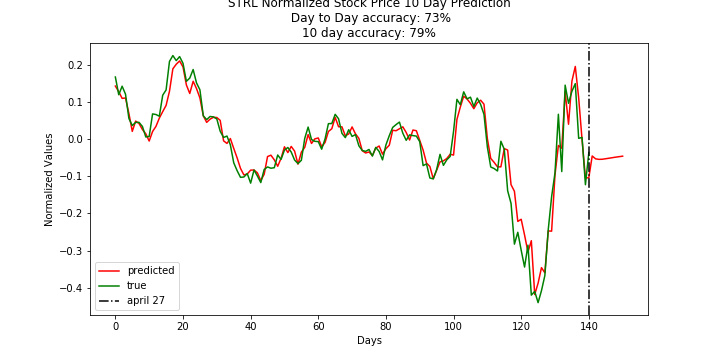 STRL Normalized Stock Price 10 Day Prediction
Day to Day accuracy: 73%
10 day accuracy: 79%
Normalized Values
0.2
0.1
0.0
−0.1
−0.2
−0.3
−0.4
predicted
true
april 27
0 20 40 60 80 100 120 140
Days